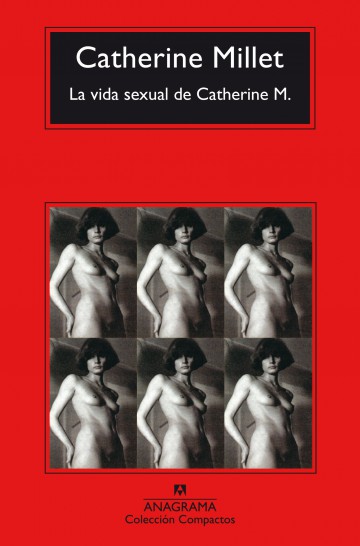 Catherine Millet
La vida sexual de Catherine M.
ANAGRAMA
Colección Compactos